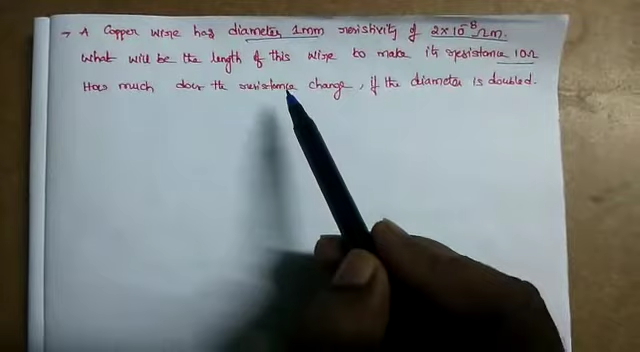 → A Copper wire has diameter 1mm resistivity of 2×10⁻⁸ Ωm.
What will be the length of this wire to make its resistance 10Ω
How much does the resistance change, if the diameter is doubled.